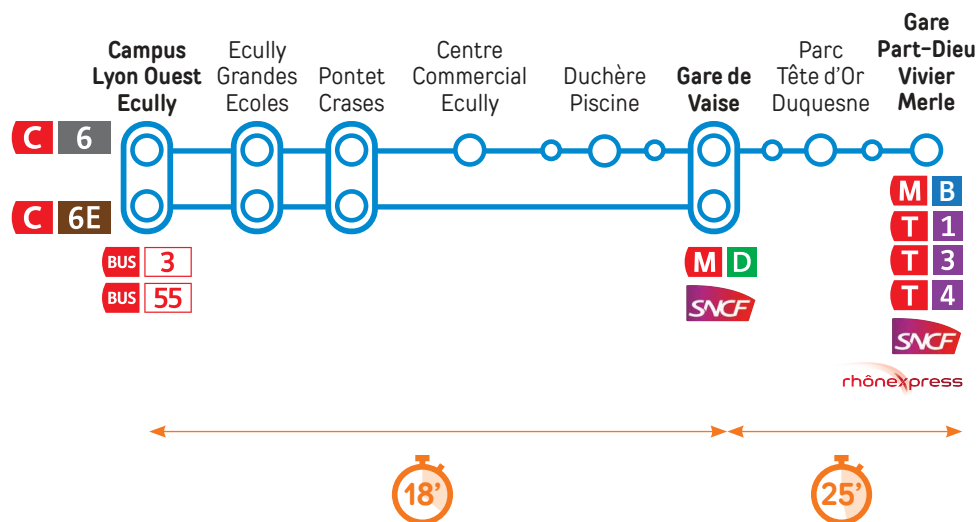 Campus
Lyon Ouest
Ecully
Ecully
Grandes
Ecoles
Pontet
Crases
Centre
Commercial
Ecully
Duchère
Piscine
Gare de
Vaise
Parc
Tête d'Or
Duquesne
Gare
Part-Dieu
Vivier
Merle
C 6
C 6E
BUS 3
BUS 55
M D
SNCF
M B
T 1
T 3
T 4
SNCF
rhônexpress
18'
25'